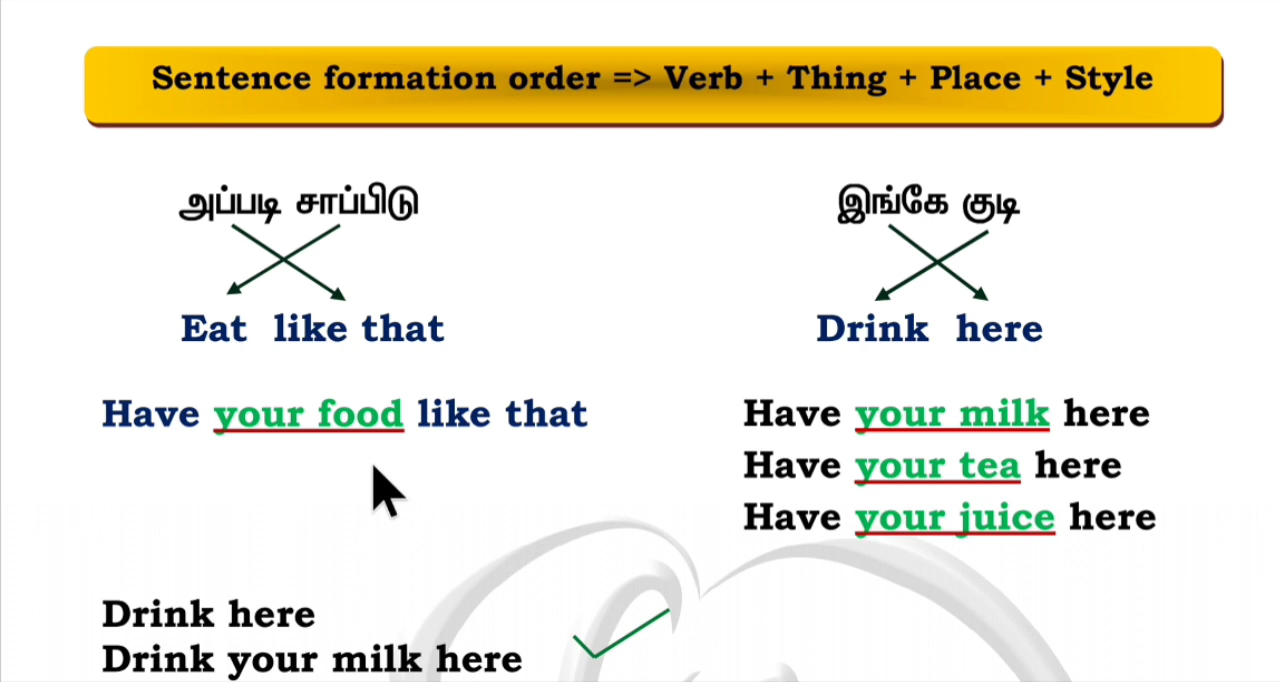 Sentence formation order => Verb + Thing + Place + Style
அப்படி சாப்பிடு
Eat like that
Have your food like that
இங்கே குடி
Drink here
Have your milk here
Have your tea here
Have your juice here
Drink here
Drink your milk here